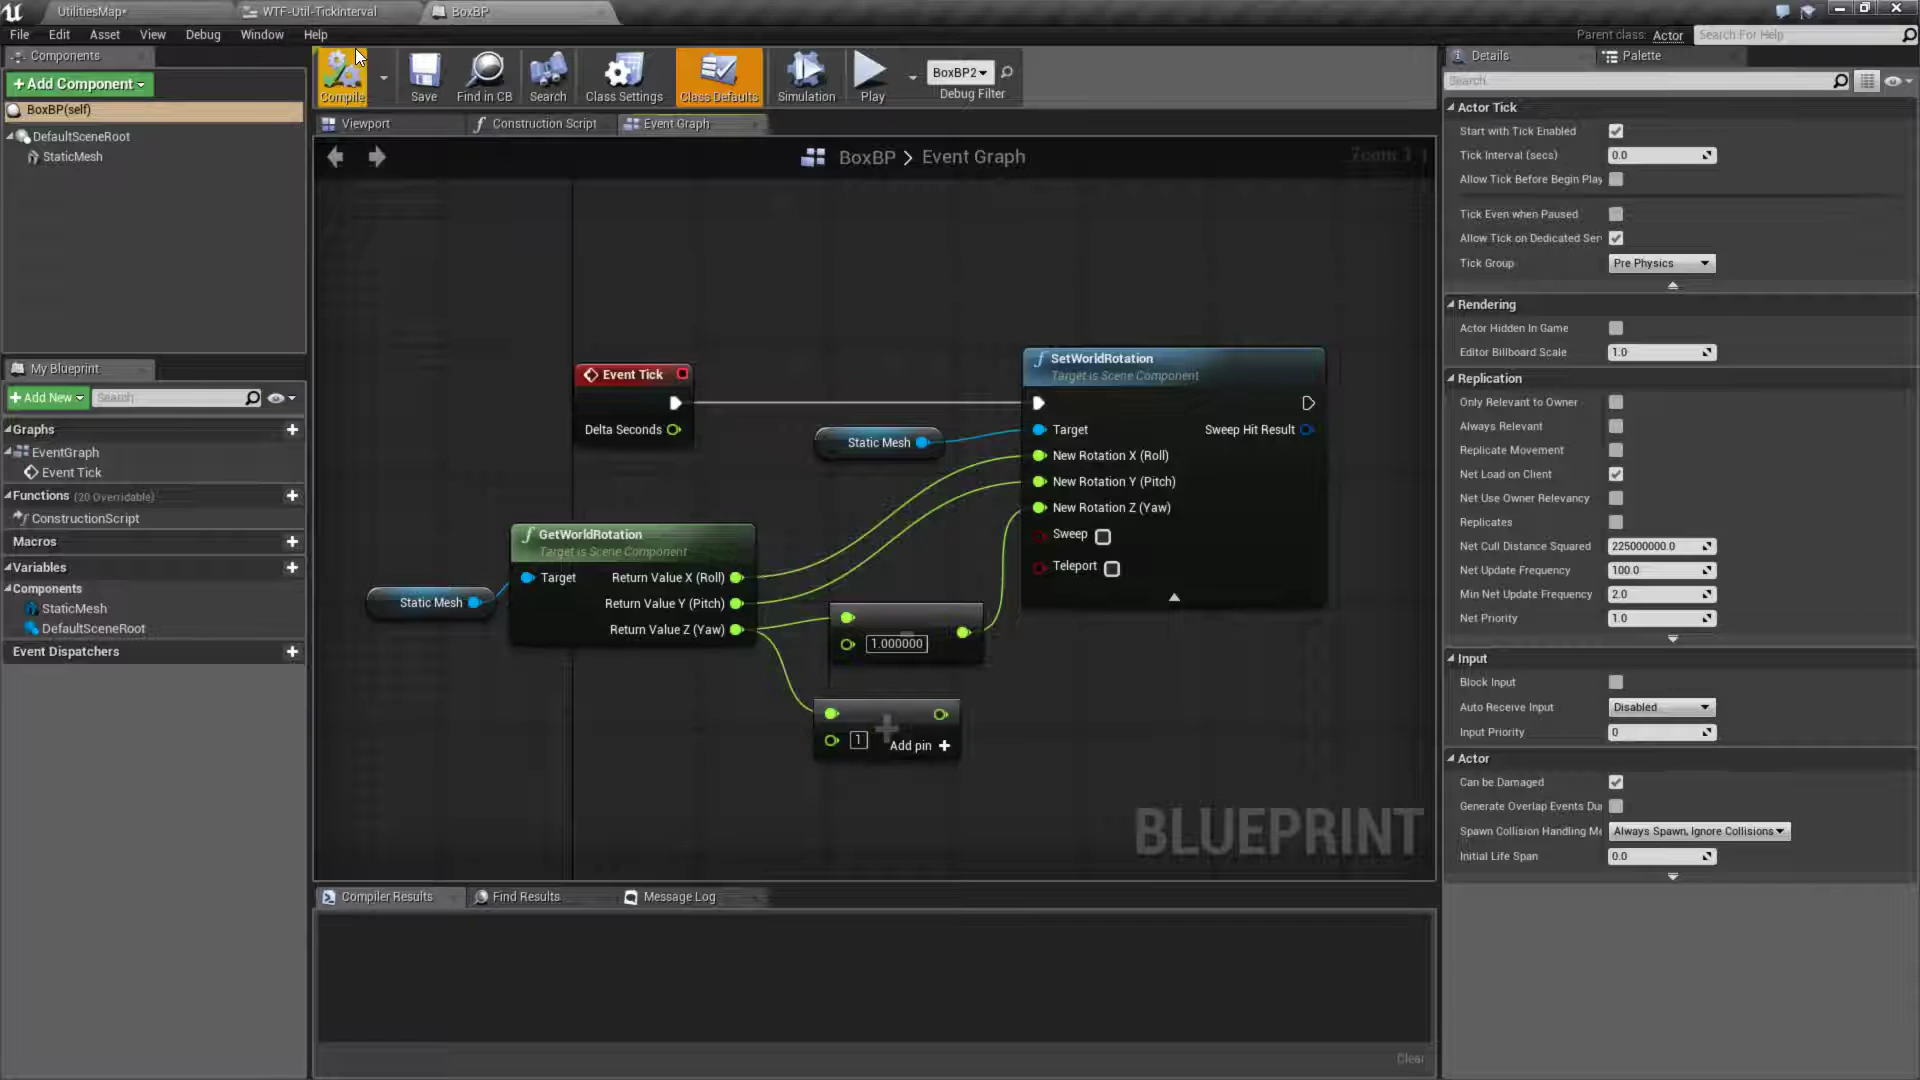 UtilitiesMap*
WTF-Util-TickInterval
BoxBP
File Edit Asset View Debug Window Help
Parent class: Actor
Search For Help
Components
Add Component
BoxBP(self)
DefaultSceneRoot
StaticMesh
My Blueprint
Add New
Search
Graphs
EventGraph
Event Tick
Functions (20 Overridable)
ConstructionScript
Macros
Variables
Components
StaticMesh
DefaultSceneRoot
Event Dispatchers
Compile
Save
Find in CB
Search
Class Settings
Class Defaults
Simulation
Play
BoxBP2
Debug Filter
Viewport
Construction Script
Event Graph
BoxBP > Event Graph
Zoom 1:1
Event Tick
Delta Seconds
Static Mesh
SetWorldRotation
Target is Scene Component
Target
Sweep Hit Result
New Rotation X (Roll)
New Rotation Y (Pitch)
New Rotation Z (Yaw)
Sweep
Teleport
GetWorldRotation
Target is Scene Component
Target
Return Value X (Roll)
Return Value Y (Pitch)
Return Value Z (Yaw)
Static Mesh
1.000000
1
Add pin
BLUEPRINT
Compiler Results
Find Results
Message Log
Clear
Details
Palette
Search
Actor Tick
Start with Tick Enabled
Tick Interval (secs) 0.0
Allow Tick Before Begin Play
Tick Even when Paused
Allow Tick on Dedicated Ser
Tick Group Pre Physics
Rendering
Actor Hidden In Game
Editor Billboard Scale 1.0
Replication
Only Relevant to Owner
Always Relevant
Replicate Movement
Net Load on Client
Net Use Owner Relevancy
Replicates
Net Cull Distance Squared 225000000.0
Net Update Frequency 100.0
Min Net Update Frequency 2.0
Net Priority 1.0
Input
Block Input
Auto Receive Input Disabled
Input Priority 0
Actor
Can be Damaged
Generate Overlap Events Du
Spawn Collision Handling Me Always Spawn, Ignore Collisions
Initial Life Span 0.0